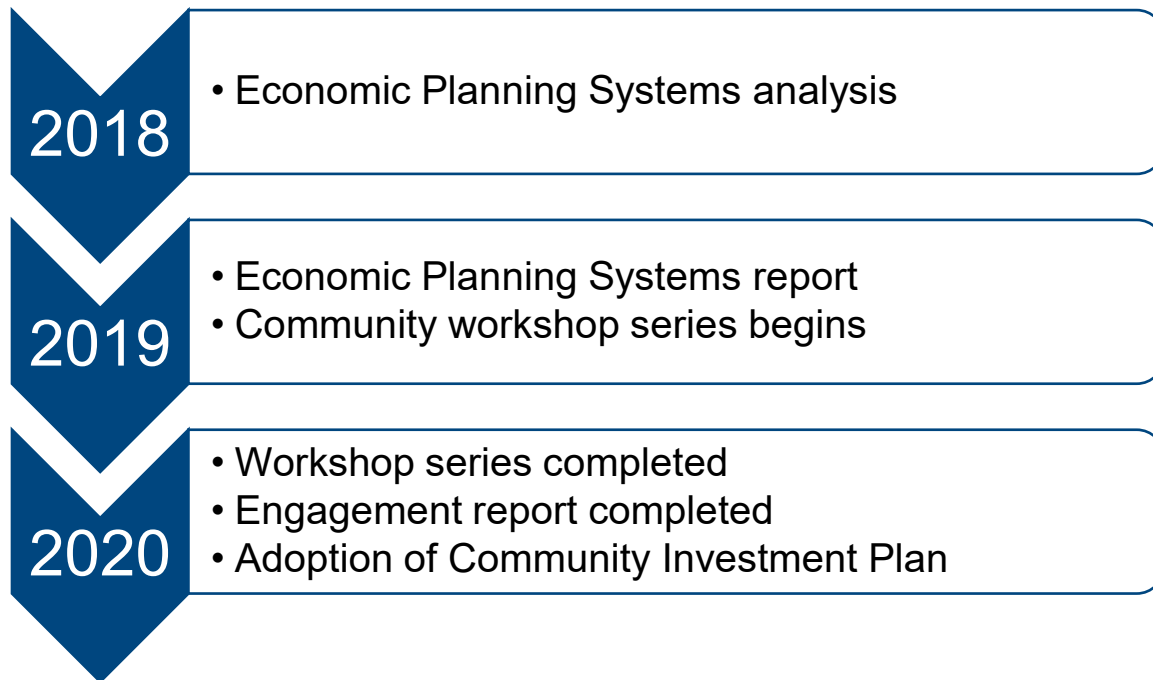 2018
• Economic Planning Systems analysis
2019
• Economic Planning Systems report
• Community workshop series begins
2020
• Workshop series completed
• Engagement report completed
• Adoption of Community Investment Plan